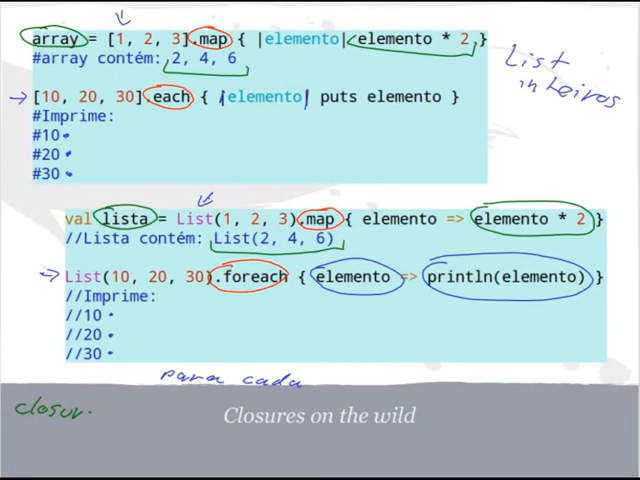 array = [1, 2, 3].map { |elemento| elemento * 2 }
#array contém: 2, 4, 6
[10, 20, 30].each { |elemento| puts elemento }
#Imprime:
#10
#20
#30
List
inteiros
val lista = List(1, 2, 3).map { elemento => elemento * 2 }
//Lista contém: List(2, 4, 6)
List(10, 20, 30).foreach { elemento => println(elemento) }
//Imprime:
//10
//20
//30
para cada
closur.
Closures on the wild